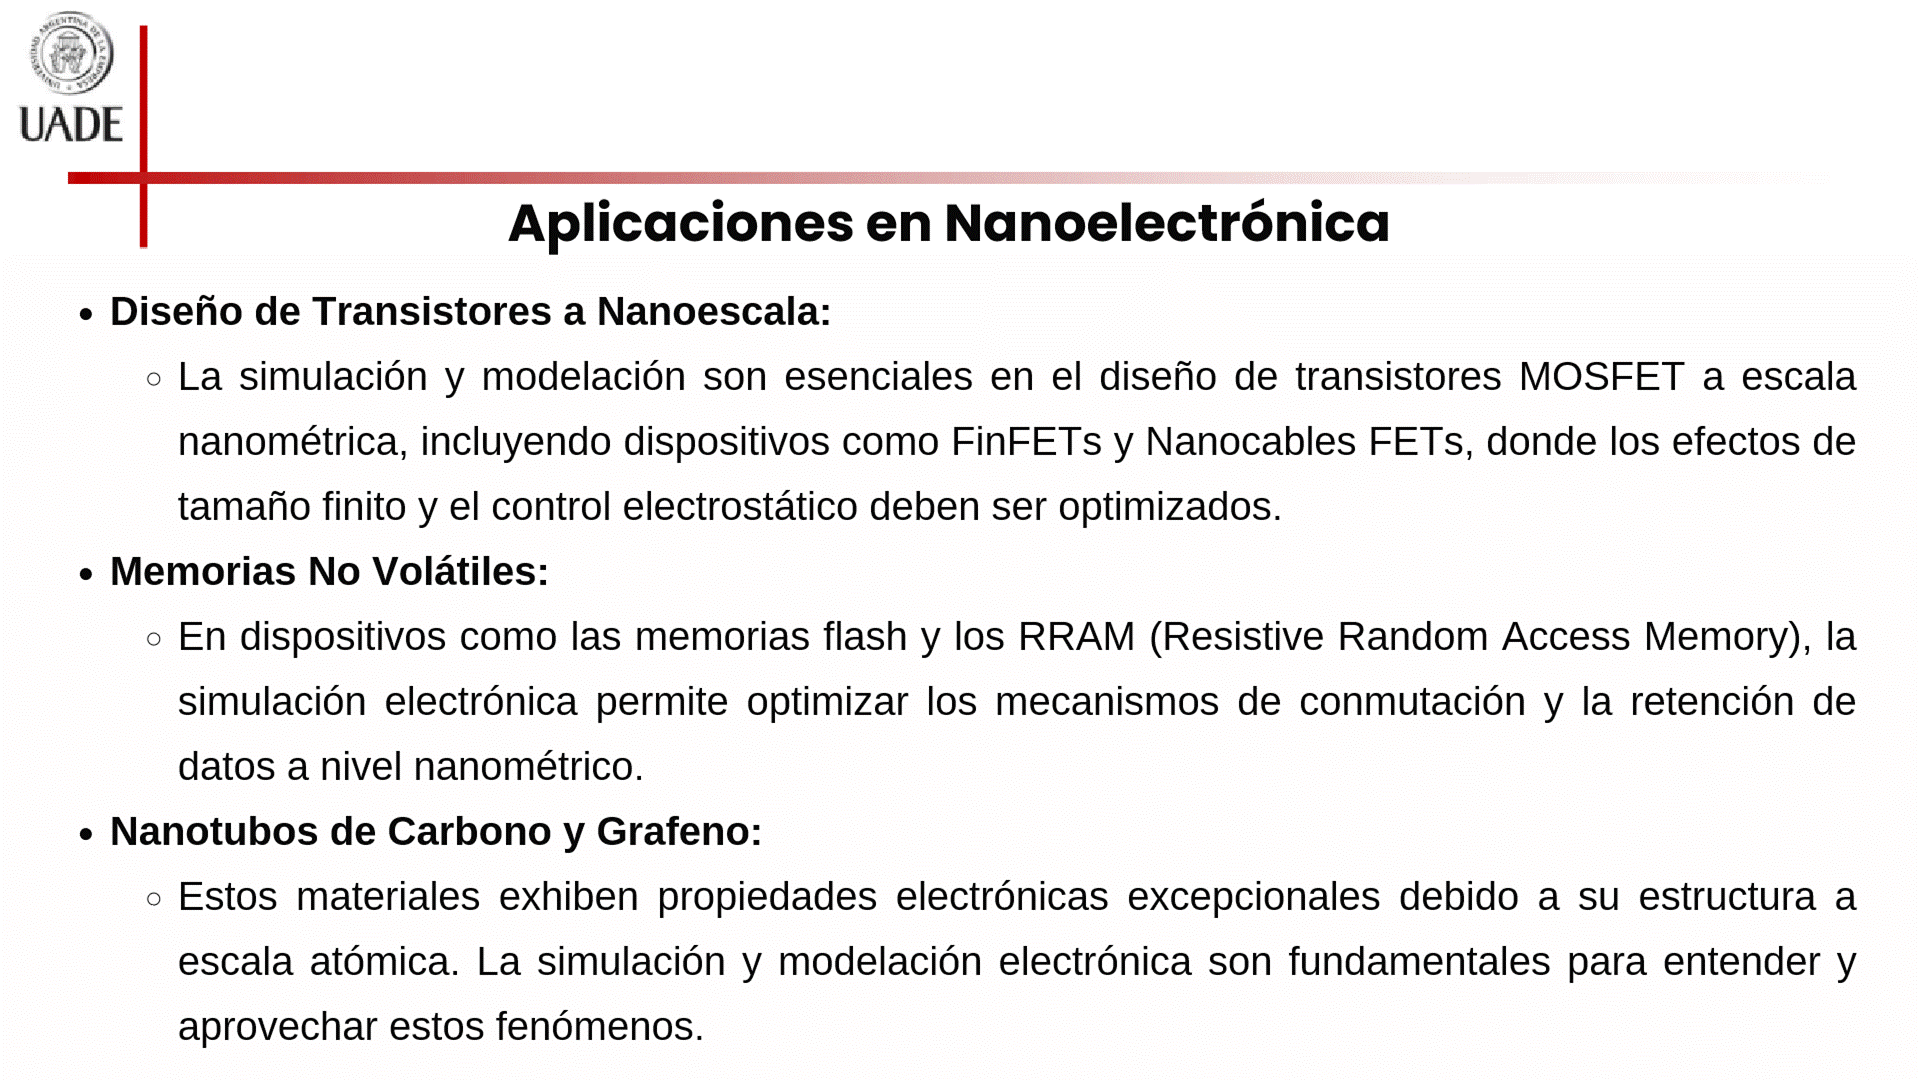 UNIVERSIDAD ARGENTINA DE LA EMPRESA
UADE
Aplicaciones en Nanoelectrónica
• Diseño de Transistores a Nanoescala:
○ La simulación y modelación son esenciales en el diseño de transistores MOSFET a escala
nanométrica, incluyendo dispositivos como FinFETs y Nanocables FETs, donde los efectos de
tamaño finito y el control electrostático deben ser optimizados.
• Memorias No Volátiles:
○ En dispositivos como las memorias flash y los RRAM (Resistive Random Access Memory), la
simulación electrónica permite optimizar los mecanismos de conmutación y la retención de
datos a nivel nanométrico.
• Nanotubos de Carbono y Grafeno:
○ Estos materiales exhiben propiedades electrónicas excepcionales debido a su estructura a
escala atómica. La simulación y modelación electrónica son fundamentales para entender y
aprovechar estos fenómenos.